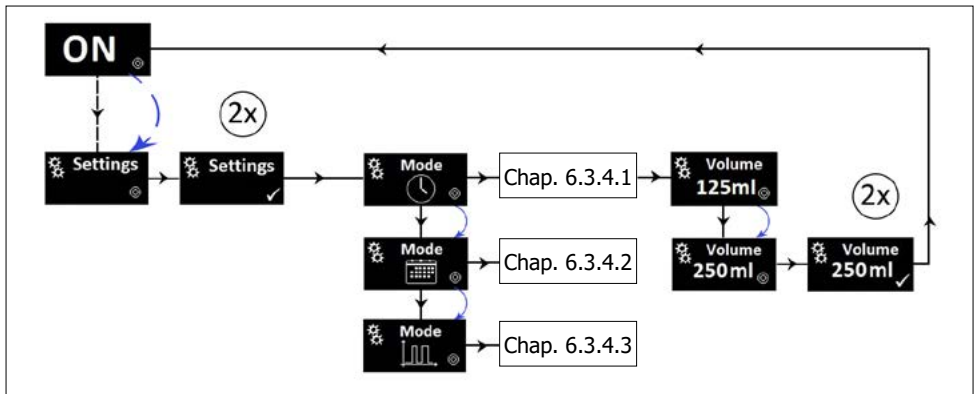 ON
2x
Settings
Settings
Mode
Chap. 6.3.4.1
Volume
125ml
2x
Mode
Chap. 6.3.4.2
Volume
250ml
Volume
250ml
Mode
Chap. 6.3.4.3